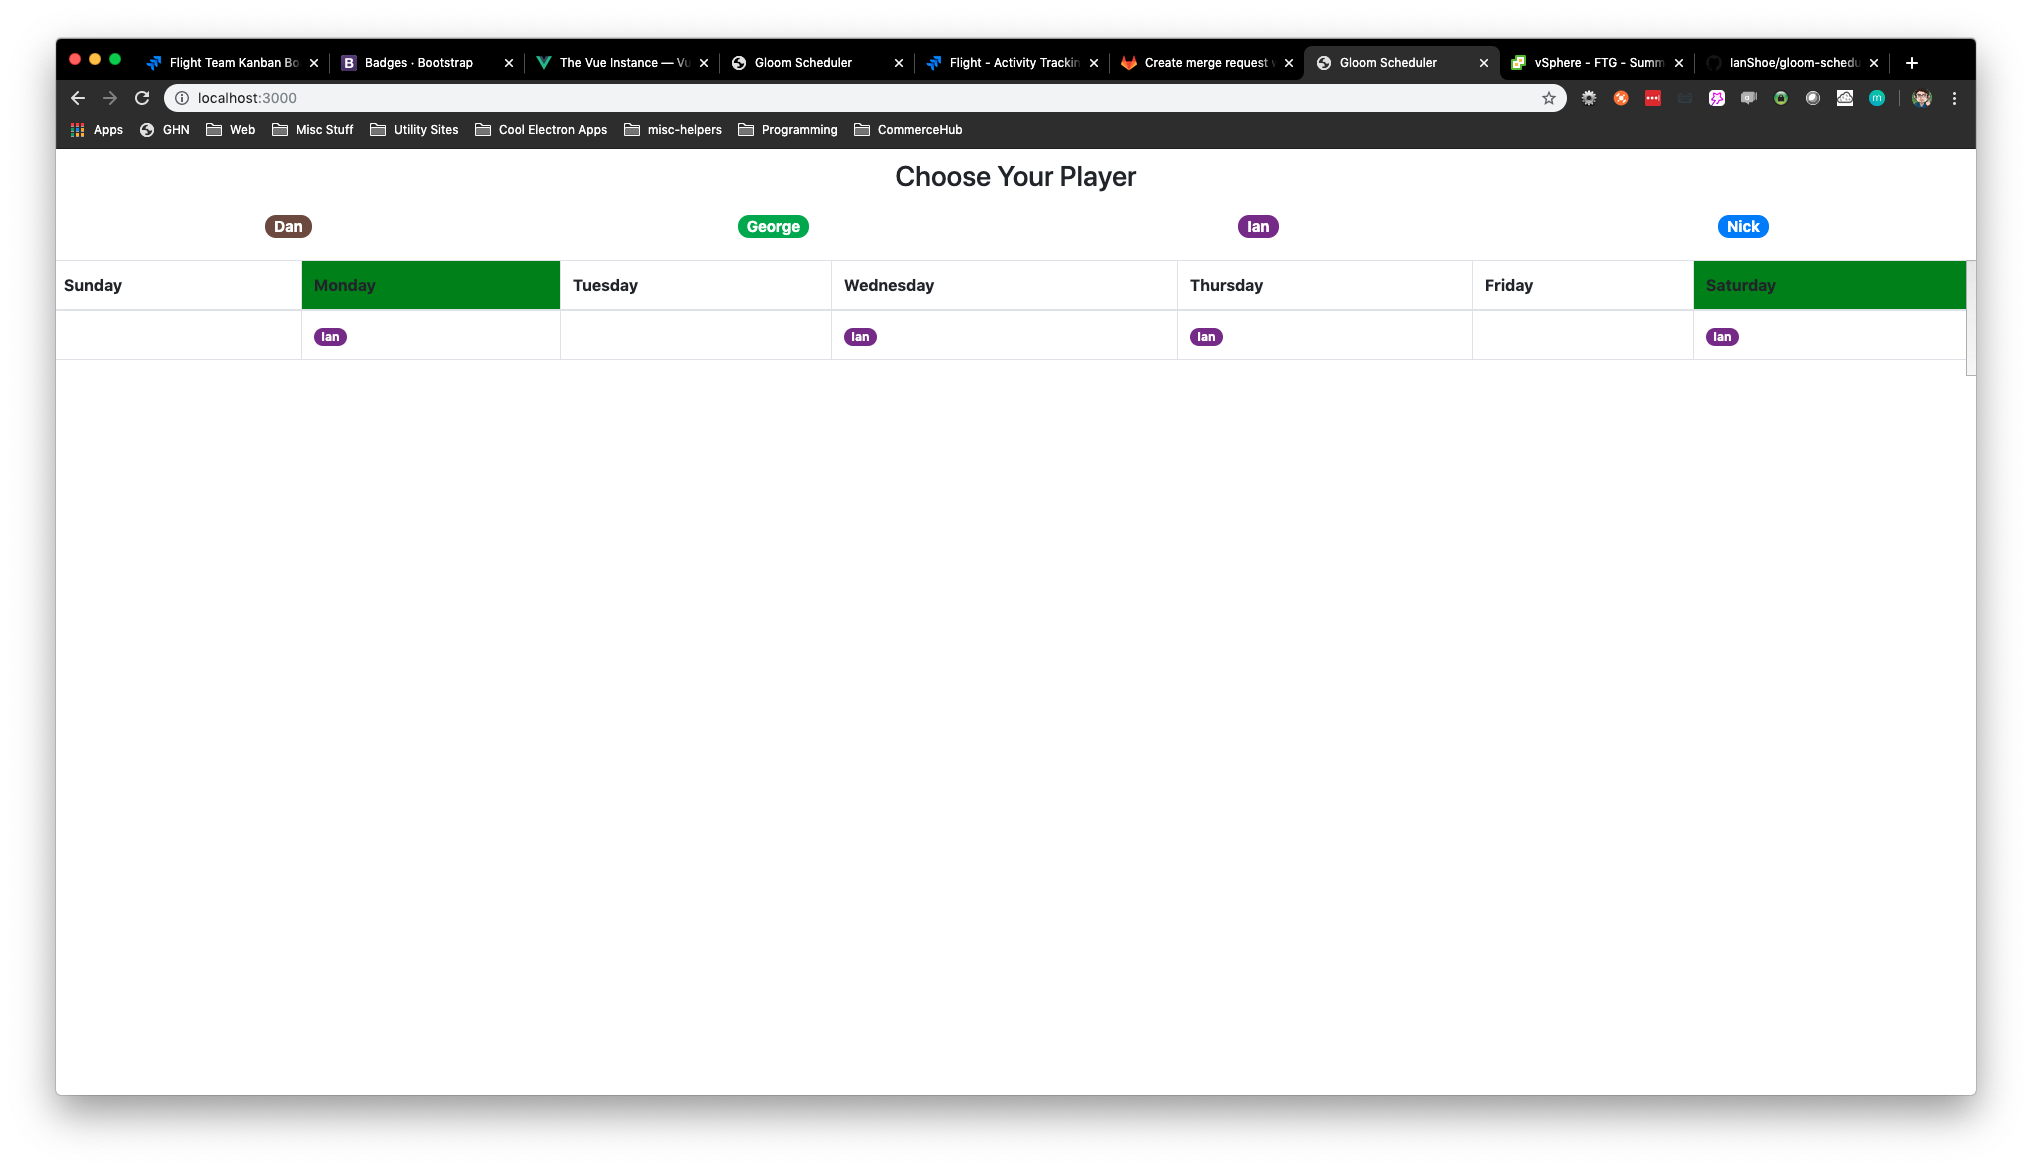 Flight Team Kanban Bo
Badges · Bootstrap
The Vue Instance — Vu
Gloom Scheduler
Flight - Activity Trackin
Create merge request
Gloom Scheduler
vSphere - FTG - Summ
IanShoe/gloom-schedu
localhost:3000
Apps
GHN
Web
Misc Stuff
Utility Sites
Cool Electron Apps
misc-helpers
Programming
CommerceHub
Choose Your Player
Dan George Ian Nick
Sunday Monday Tuesday Wednesday Thursday Friday Saturday
Ian Ian Ian Ian